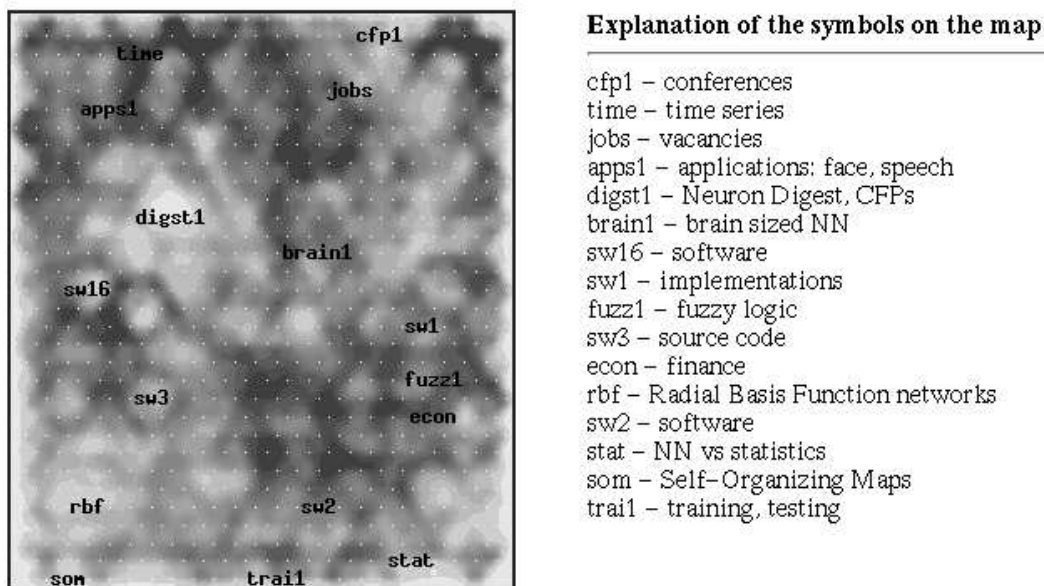 cfp1
time
jobs
apps1
digst1
brain1
sw16
sw1
fuzz1
sw3
econ
rbf
sw2
stat
som
trai1
Explanation of the symbols on the map
cfp1 – conferences
time – time series
jobs – vacancies
apps1 – applications: face, speech
digst1 – Neuron Digest, CFPs
brain1 – brain sized NN
sw16 – software
sw1 – implementations
fuzz1 – fuzzy logic
sw3 – source code
econ – finance
rbf – Radial Basis Function networks
sw2 – software
stat – NN vs statistics
som – Self–Organizing Maps
trai1 – training, testing